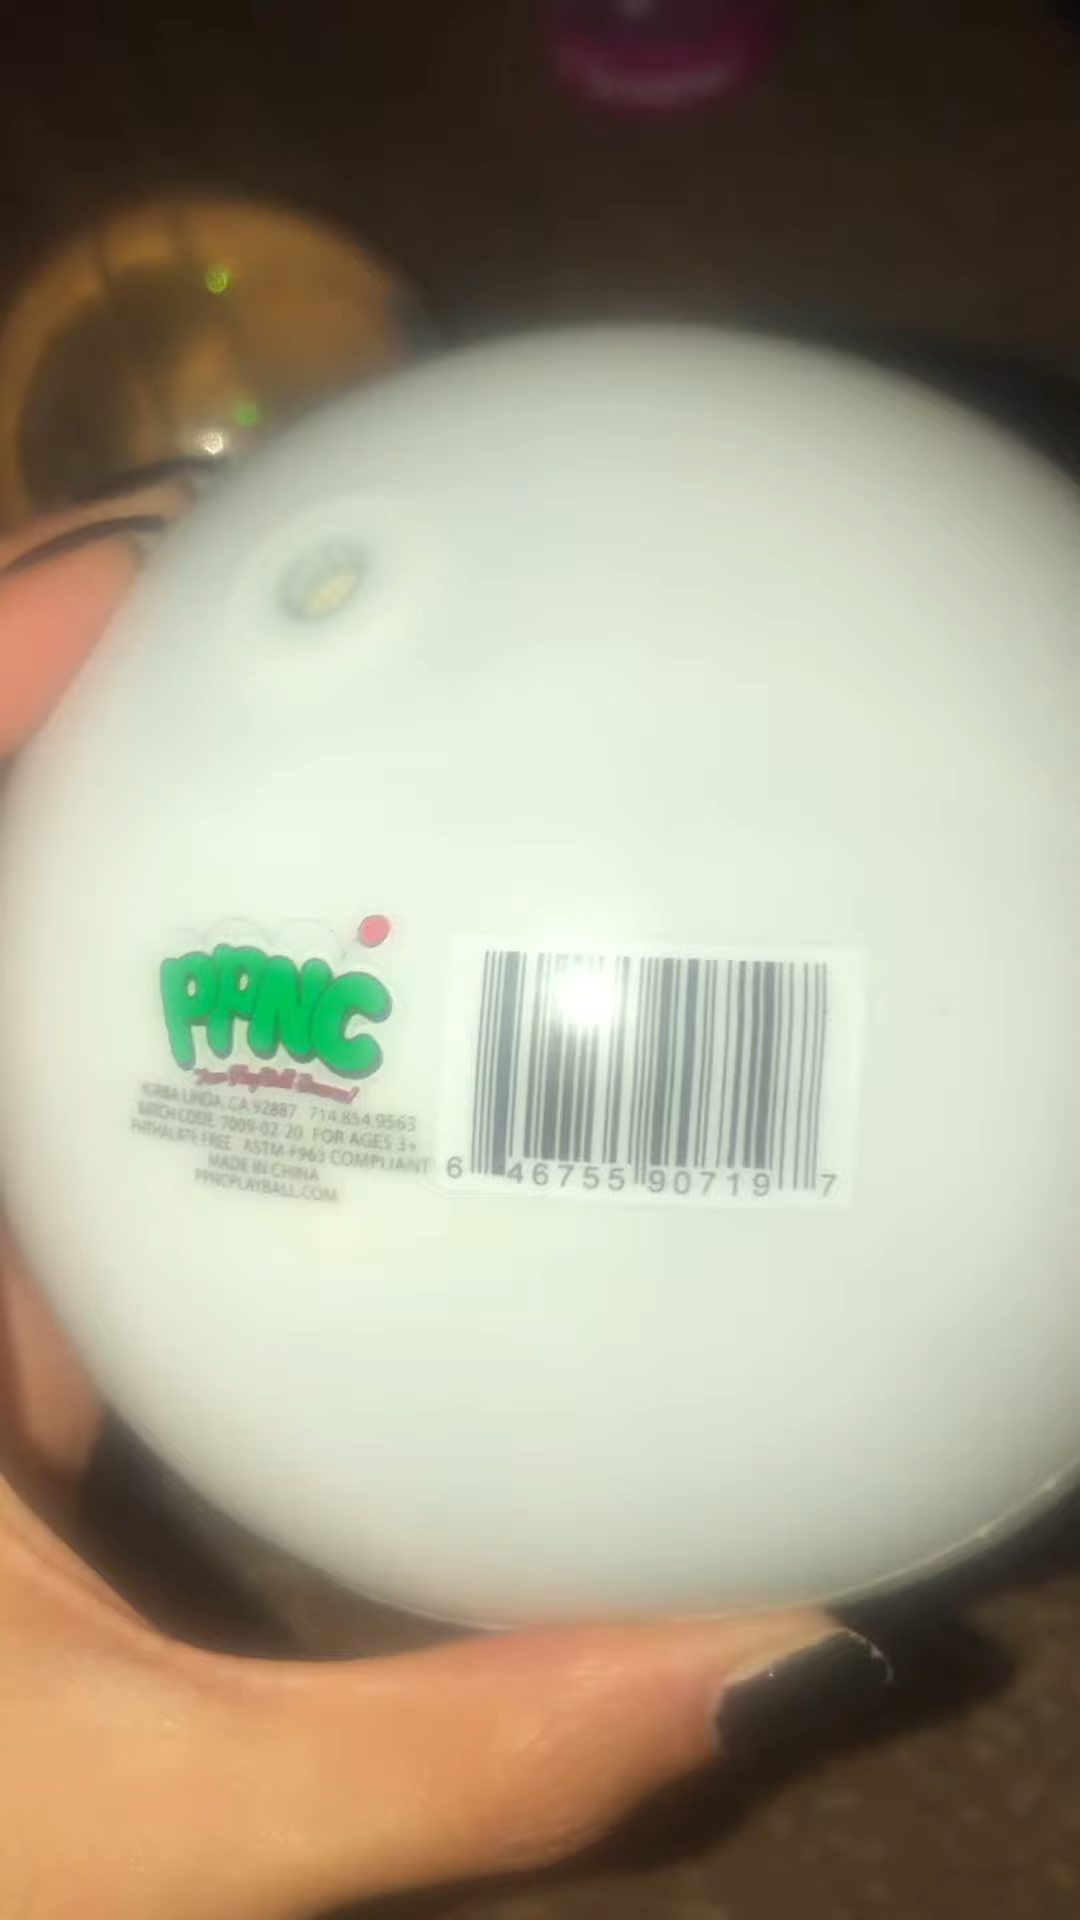 PPNC
YORBA LINDA, CA 92887 714.854.9563
BATCH CODE: 7009-02/20 FOR AGES 3+
PHTHALATE FREE ASTM-F963 COMPLIANT
MADE IN CHINA
PPNCPLAYBALL.COM
6 46755 90719 7